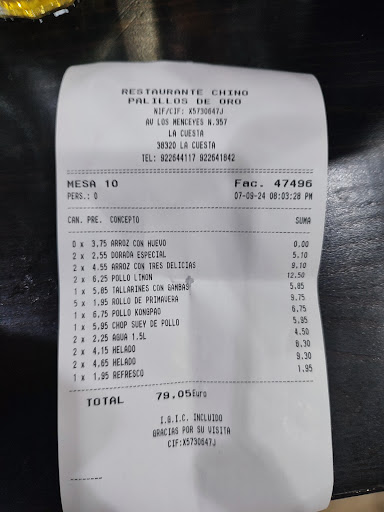 RESTAURANTE CHINO
PALILLOS DE ORO
NIF/CIF: X5730647J
AV LOS MENCEYES N.357
LA CUESTA
38320 LA CUESTA
TEL: 922644117 922641842
MESA 10 Fac. 47496
PERS.: 0 07-09-24 08:03:28 PM
CAN. PRE. CONCEPTO SUMA
0 x 3,75 ARROZ CON HUEVO 0,00
2 x 2,55 DORADA ESPECIAL 5,10
2 x 4,55 ARROZ CON TRES DELICIAS 9,10
2 x 6,25 POLLO LIMON 12,50
1 x 5,85 TALLARINES CON GAMBAS 5,85
5 x 1,95 ROLLO DE PRIMAVERA 9,75
1 x 6,75 POLLO KONGPAO 6,75
1 x 5,95 CHOP SUEY DE POLLO 5,95
2 x 2,25 AGUA 1,5L 4,50
2 x 4,15 HELADO 8,30
2 x 4,65 HELADO 9,30
1 x 1,95 REFRESCO 1,95
TOTAL 79,05Euro
I.G.I.C. INCLUIDO
GRACIAS POR SU VISITA
CIF:X5730647J